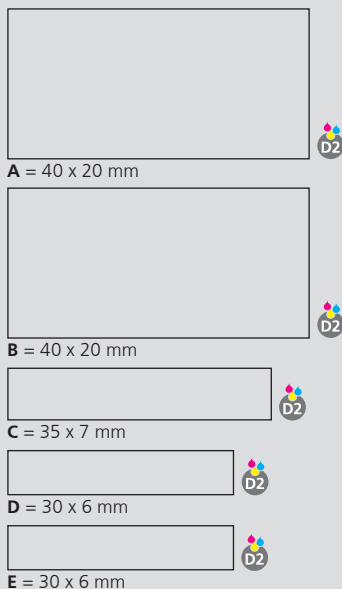 D2
A = 40 x 20 mm
D2
B = 40 x 20 mm
D2
C = 35 x 7 mm
D2
D = 30 x 6 mm
D2
E = 30 x 6 mm